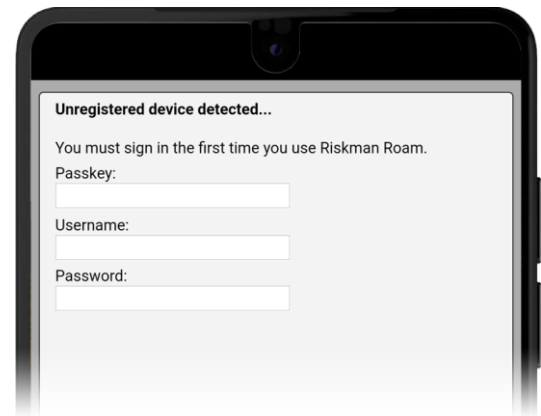 Unregistered device detected...
You must sign in the first time you use Riskman Roam.
Passkey:
Username:
Password: